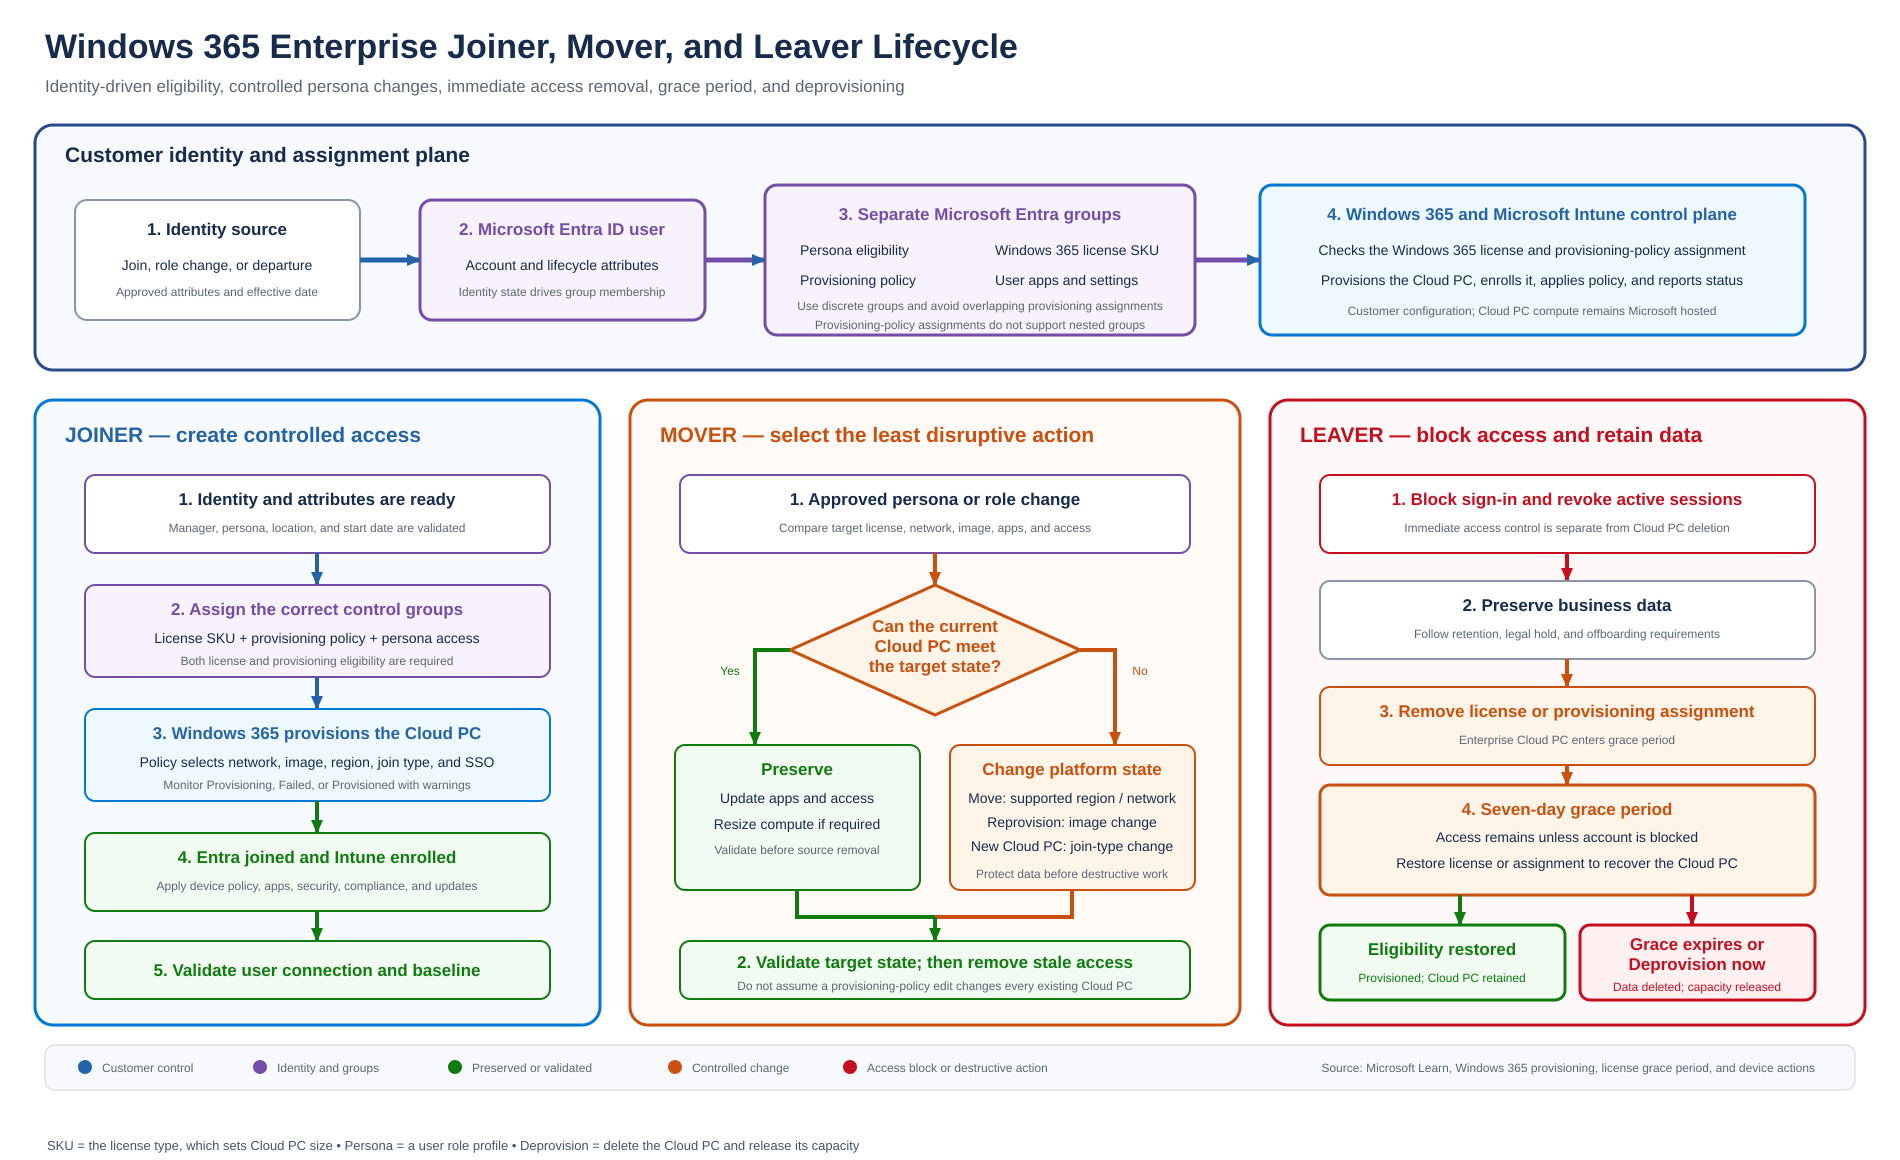 Windows 365 Enterprise Joiner, Mover, and Leaver Lifecycle
Identity-driven eligibility, controlled persona changes, immediate access removal, grace period, and deprovisioning
Customer identity and assignment plane
1. Identity source
Join, role change, or departure
Approved attributes and effective date
2. Microsoft Entra ID user
Account and lifecycle attributes
Identity state drives group membership
3. Separate Microsoft Entra groups
Persona eligibility
Windows 365 license SKU
Provisioning policy
User apps and settings
Use discrete groups and avoid overlapping provisioning assignments
Provisioning-policy assignments do not support nested groups
4. Windows 365 and Microsoft Intune control plane
Checks the Windows 365 license and provisioning-policy assignment
Provisions the Cloud PC, enrolls it, applies policy, and reports status
Customer configuration; Cloud PC compute remains Microsoft hosted
JOINER — create controlled access
1. Identity and attributes are ready
Manager, persona, location, and start date are validated
2. Assign the correct control groups
License SKU + provisioning policy + persona access
Both license and provisioning eligibility are required
3. Windows 365 provisions the Cloud PC
Policy selects network, image, region, join type, and SSO
Monitor Provisioning, Failed, or Provisioned with warnings
4. Entra joined and Intune enrolled
Apply device policy, apps, security, compliance, and updates
5. Validate user connection and baseline
MOVER — select the least disruptive action
1. Approved persona or role change
Compare target license, network, image, apps, and access
Can the current
Cloud PC meet
the target state?
Yes
No
Preserve
Update apps and access
Resize compute if required
Validate before source removal
Change platform state
Move: supported region / network
Reprovision: image change
New Cloud PC: join-type change
Protect data before destructive work
2. Validate target state; then remove stale access
Do not assume a provisioning-policy edit changes every existing Cloud PC
LEAVER — block access and retain data
1. Block sign-in and revoke active sessions
Immediate access control is separate from Cloud PC deletion
2. Preserve business data
Follow retention, legal hold, and offboarding requirements
3. Remove license or provisioning assignment
Enterprise Cloud PC enters grace period
4. Seven-day grace period
Access remains unless account is blocked
Restore license or assignment to recover the Cloud PC
Eligibility restored
Provisioned; Cloud PC retained
Grace expires or
Deprovision now
Data deleted; capacity released
Customer control
Identity and groups
Preserved or validated
Controlled change
Access block or destructive action
Source: Microsoft Learn, Windows 365 provisioning, license grace period, and device actions
SKU = the license type, which sets Cloud PC size • Persona = a user role profile • Deprovision = delete the Cloud PC and release its capacity